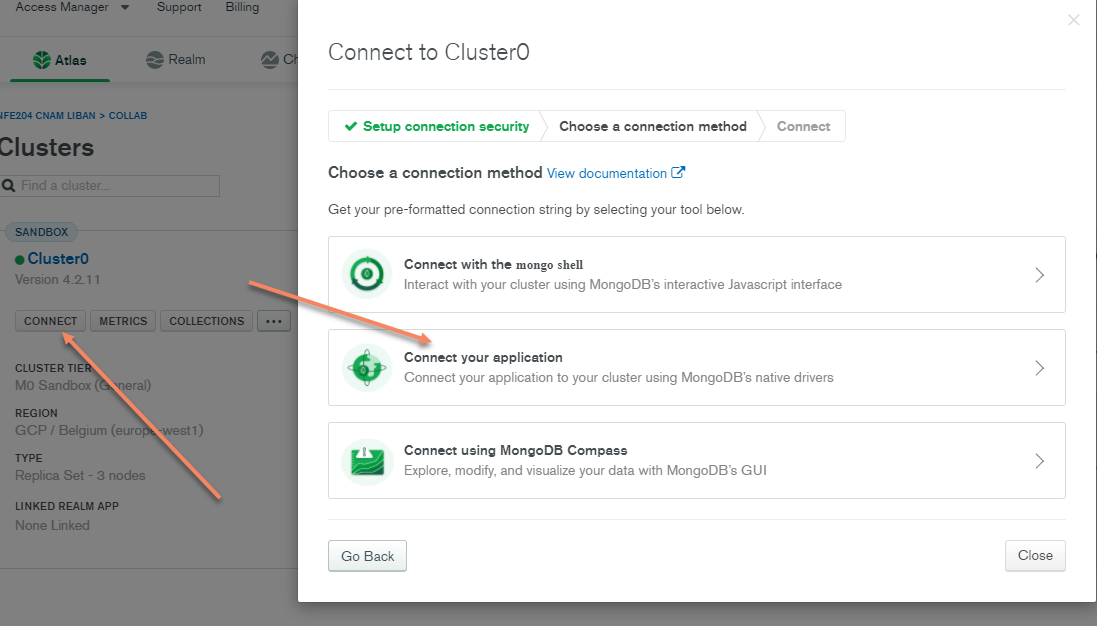 Access Manager Support Billing
Atlas Realm Ch
NFE204 CNAM LIBAN > COLLAB
Clusters
Find a cluster...
SANDBOX
Cluster0
Version 4.2.11
CONNECT METRICS COLLECTIONS ...
CLUSTER TIER
M0 Sandbox (General)
REGION
GCP / Belgium (europe-west1)
TYPE
Replica Set - 3 nodes
LINKED REALM APP
None Linked
Connect to Cluster0
Setup connection security Choose a connection method Connect
Choose a connection method View documentation
Get your pre-formatted connection string by selecting your tool below.
Connect with the mongo shell
Interact with your cluster using MongoDB's interactive Javascript interface
Connect your application
Connect your application to your cluster using MongoDB's native drivers
Connect using MongoDB Compass
Explore, modify, and visualize your data with MongoDB's GUI
Go Back Close